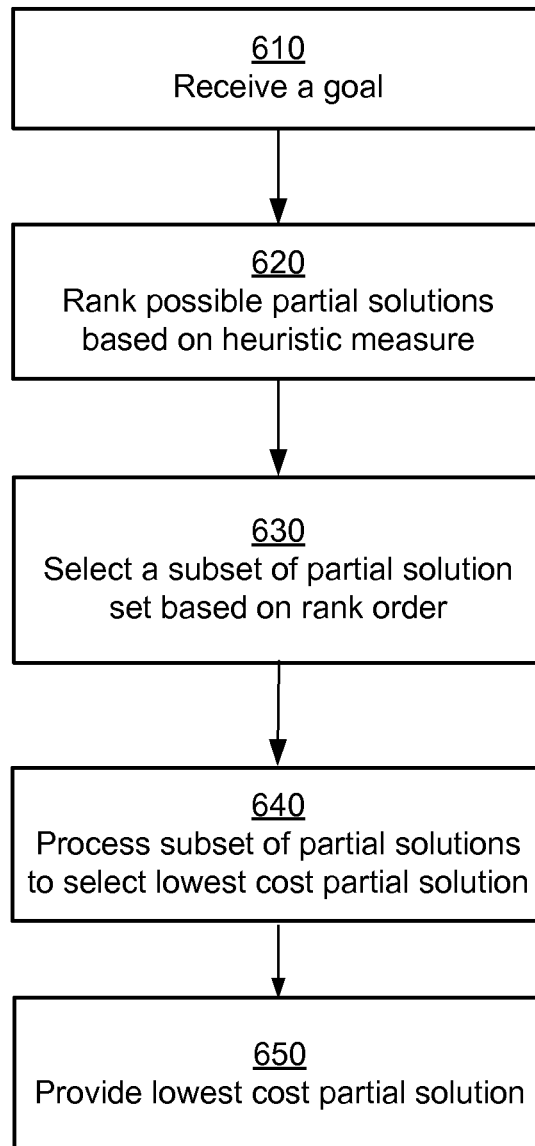 610
Receive a goal
620
Rank possible partial solutions
based on heuristic measure
630
Select a subset of partial solution
set based on rank order
640
Process subset of partial solutions
to select lowest cost partial solution
650
Provide lowest cost partial solution